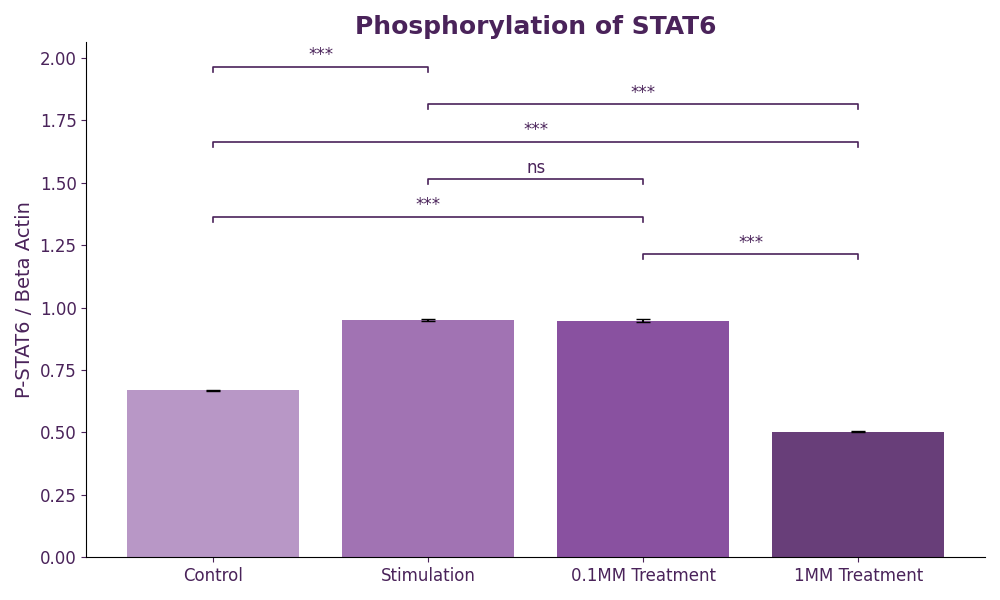 Phosphorylation of STAT6
P-STAT6 / Beta Actin
2.00
1.75
1.50
1.25
1.00
0.75
0.50
0.25
0.00
***
***
***
ns
***
***
Control
Stimulation
0.1MM Treatment
1MM Treatment